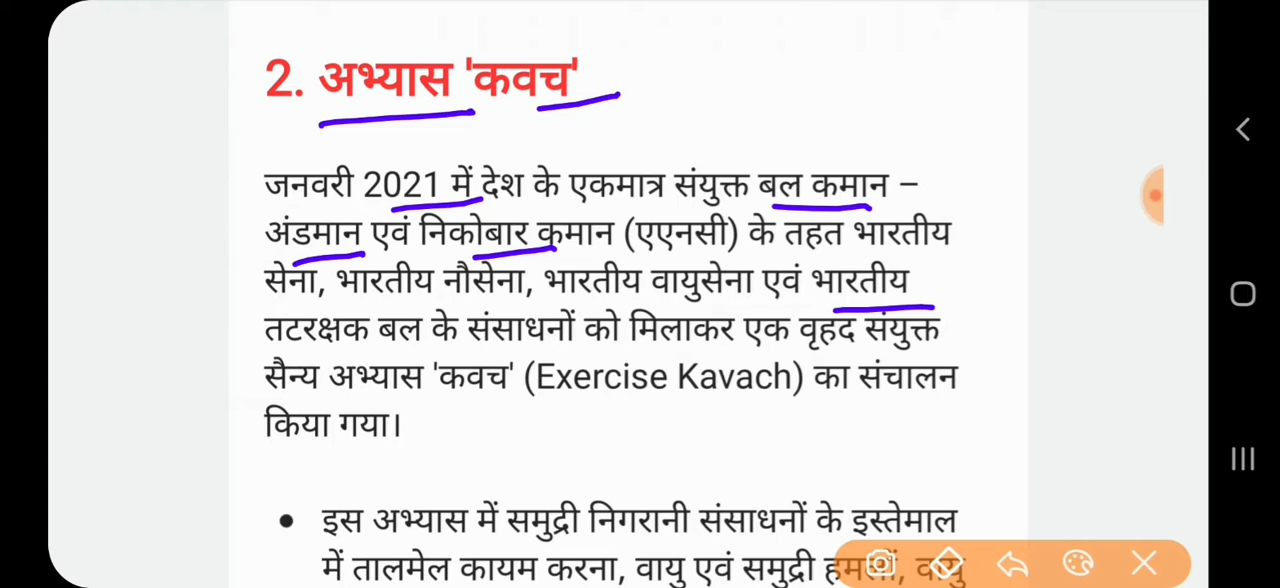 2. अभ्यास 'कवच'
जनवरी 2021 में देश के एकमात्र संयुक्त बल कमान –
अंडमान एवं निकोबार कमान (एएनसी) के तहत भारतीय
सेना, भारतीय नौसेना, भारतीय वायुसेना एवं भारतीय
तटरक्षक बल के संसाधनों को मिलाकर एक वृहद संयुक्त
सैन्य अभ्यास 'कवच' (Exercise Kavach) का संचालन
किया गया।
• इस अभ्यास में समुद्री निगरानी संसाधनों के इस्तेमाल
में तालमेल कायम करना, वायु एवं समुद्री हमलों, वायु